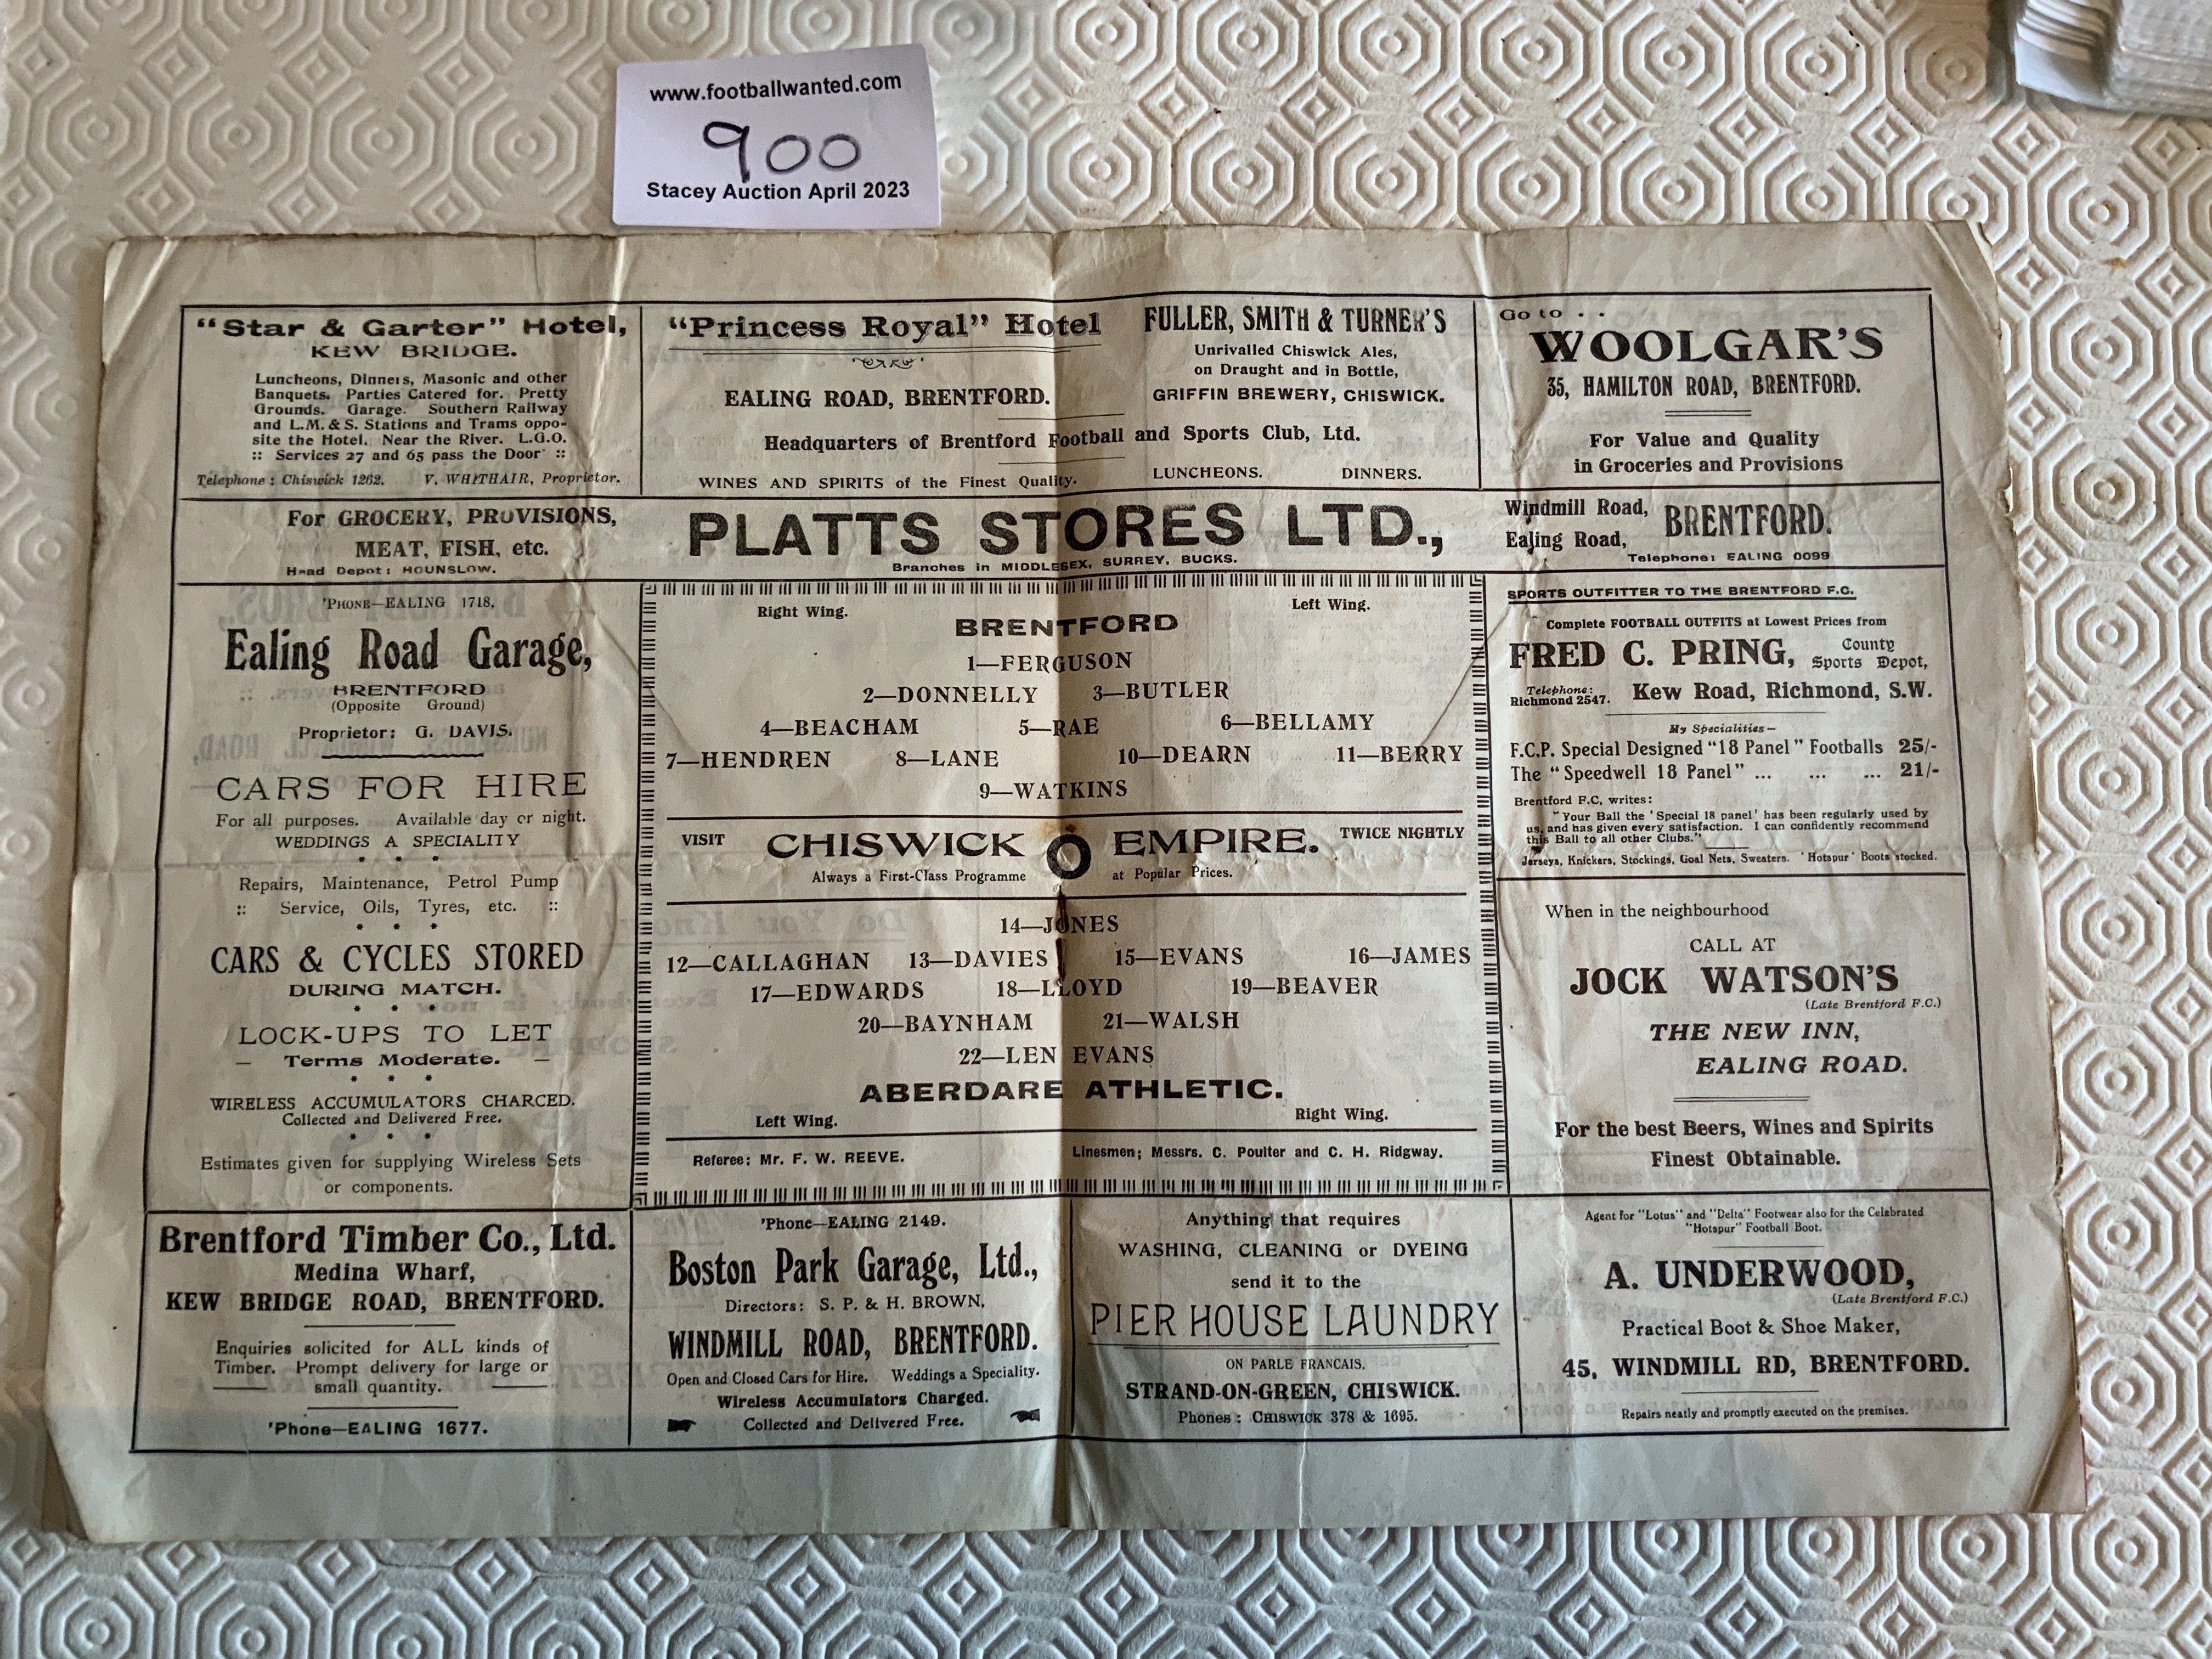 www.footballwanted.com
900
Stacey Auction April 2023
"Star & Garter" Hotel,
KEW BRIDGE.
Luncheons, Dinners, Masonic and other
Banquets. Parties Catered for. Pretty
Grounds. Garage. Southern Railway
and L.M. & S. Stations and Trams oppo-
site the Hotel. Near the River. L.G.O.
:: Services 27 and 65 pass the Door ::
Telephone: Chiswick 1262. V. WHITHAIR, Proprietor.
"Princess Royal" Hotel
EALING ROAD, BRENTFORD.
FULLER, SMITH & TURNER'S
Unrivalled Chiswick Ales,
on Draught and in Bottle,
GRIFFIN BREWERY, CHISWICK.
Headquarters of Brentford Football and Sports Club, Ltd.
WINES AND SPIRITS of the Finest Quality. LUNCHEONS. DINNERS.
Go to . .
WOOLGAR'S
35, HAMILTON ROAD, BRENTFORD.
For Value and Quality
in Groceries and Provisions
For GROCERY, PROVISIONS,
MEAT, FISH, etc.
Head Depot: HOUNSLOW.
PLATTS STORES LTD.,
Branches in MIDDLESEX, SURREY, BUCKS.
Windmill Road,
Ealing Road,
BRENTFORD.
Telephone: EALING 0099
'PHONE—EALING 1718.
Ealing Road Garage,
BRENTFORD
(Opposite Ground)
Proprietor: G. DAVIS.
CARS FOR HIRE
For all purposes. Available day or night.
WEDDINGS A SPECIALITY
* * *
Repairs, Maintenance, Petrol Pump
:: Service, Oils, Tyres, etc. ::
* * *
CARS & CYCLES STORED
DURING MATCH.
* * *
LOCK-UPS TO LET
— Terms Moderate. —
* * *
WIRELESS ACCUMULATORS CHARGED.
Collected and Delivered Free.
* * *
Estimates given for supplying Wireless Sets
or components.
Right Wing. Left Wing.
BRENTFORD
1—FERGUSON
2—DONNELLY 3—BUTLER
4—BEACHAM 5—RAE 6—BELLAMY
7—HENDREN 8—LANE 10—DEARN 11—BERRY
9—WATKINS
VISIT CHISWICK EMPIRE. TWICE NIGHTLY
Always a First-Class Programme at Popular Prices.
14—JONES
12—CALLAGHAN 13—DAVIES 15—EVANS 16—JAMES
17—EDWARDS 18—LLOYD 19—BEAVER
20—BAYNHAM 21—WALSH
22—LEN EVANS
ABERDARE ATHLETIC.
Left Wing. Right Wing.
Referee: Mr. F. W. REEVE. Linesmen; Messrs. C. Poulter and C. H. Ridgway.
SPORTS OUTFITTER TO THE BRENTFORD F.C.
Complete FOOTBALL OUTFITS at Lowest Prices from
FRED C. PRING, County
Sports Depot,
Telephone:
Richmond 2547. Kew Road, Richmond, S.W.
My Specialities—
F.C.P. Special Designed "18 Panel" Footballs 25/-
The "Speedwell 18 Panel" ... ... ... 21/-
Brentford F.C. writes:
"Your Ball the 'Special 18 panel' has been regularly used by
us, and has given every satisfaction. I can confidently recommend
this Ball to all other Clubs."
Jerseys, Knickers, Stockings, Goal Nets, Sweaters. 'Hotspur' Boots stocked.
When in the neighbourhood
CALL AT
JOCK WATSON'S
(Late Brentford F.C.)
THE NEW INN,
EALING ROAD.
For the best Beers, Wines and Spirits
Finest Obtainable.
Brentford Timber Co., Ltd.
Medina Wharf,
KEW BRIDGE ROAD, BRENTFORD.
Enquiries solicited for ALL kinds of
Timber. Prompt delivery for large or
small quantity.
'Phone—EALING 1677.
'Phone—EALING 2149.
Boston Park Garage, Ltd.,
Directors: S. P. & H. BROWN.
WINDMILL ROAD, BRENTFORD.
Open and Closed Cars for Hire. Weddings a Speciality.
Wireless Accumulators Charged.
Collected and Delivered Free.
Anything that requires
WASHING, CLEANING or DYEING
send it to the
PIER HOUSE LAUNDRY
ON PARLE FRANCAIS.
STRAND-ON-GREEN, CHISWICK.
Phones: CHISWICK 378 & 1695.
Agent for "Lotus" and "Delta" Footwear also for the Celebrated
"Hotspur" Football Boot.
A. UNDERWOOD,
(Late Brentford F.C.)
Practical Boot & Shoe Maker,
45, WINDMILL RD, BRENTFORD.
Repairs neatly and promptly executed on the premises.